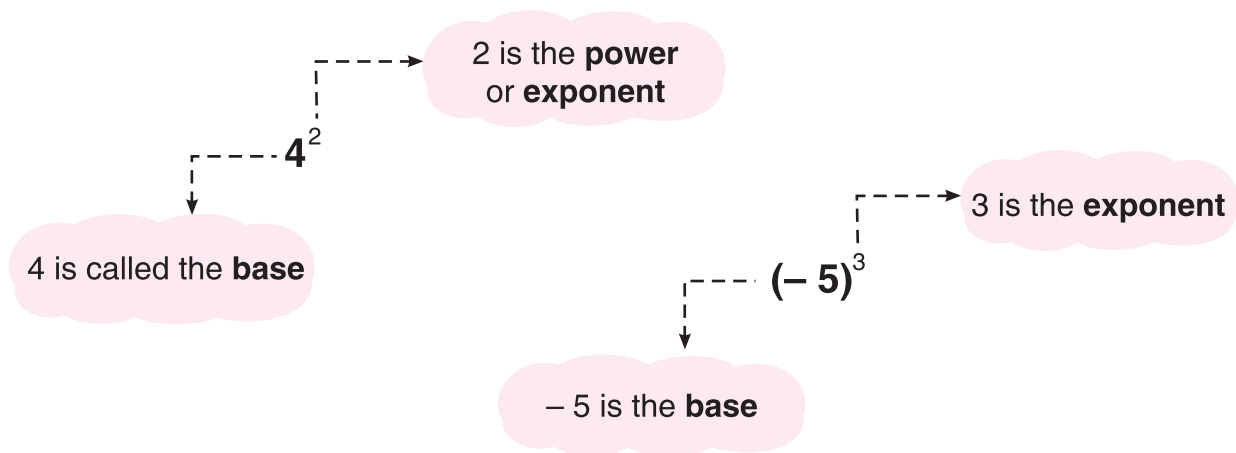 2 is the power
or exponent
4²
4 is called the base
3 is the exponent
(– 5)³
– 5 is the base